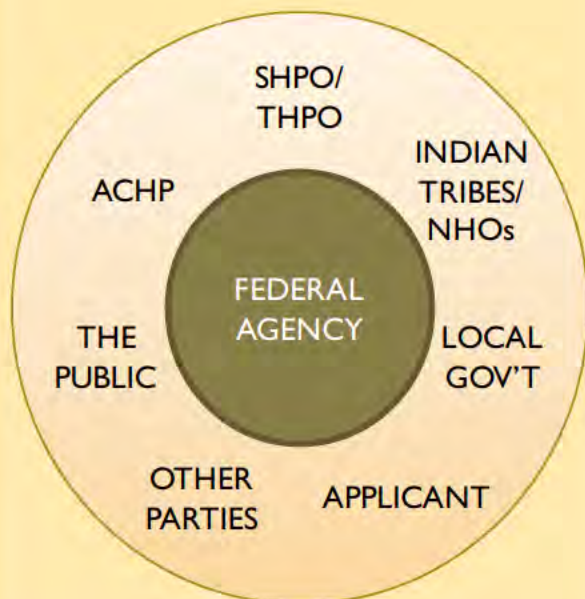 SHPO/
THPO
INDIAN
TRIBES/
NHOs
LOCAL
GOV'T
APPLICANT
OTHER
PARTIES
THE
PUBLIC
ACHP
FEDERAL
AGENCY